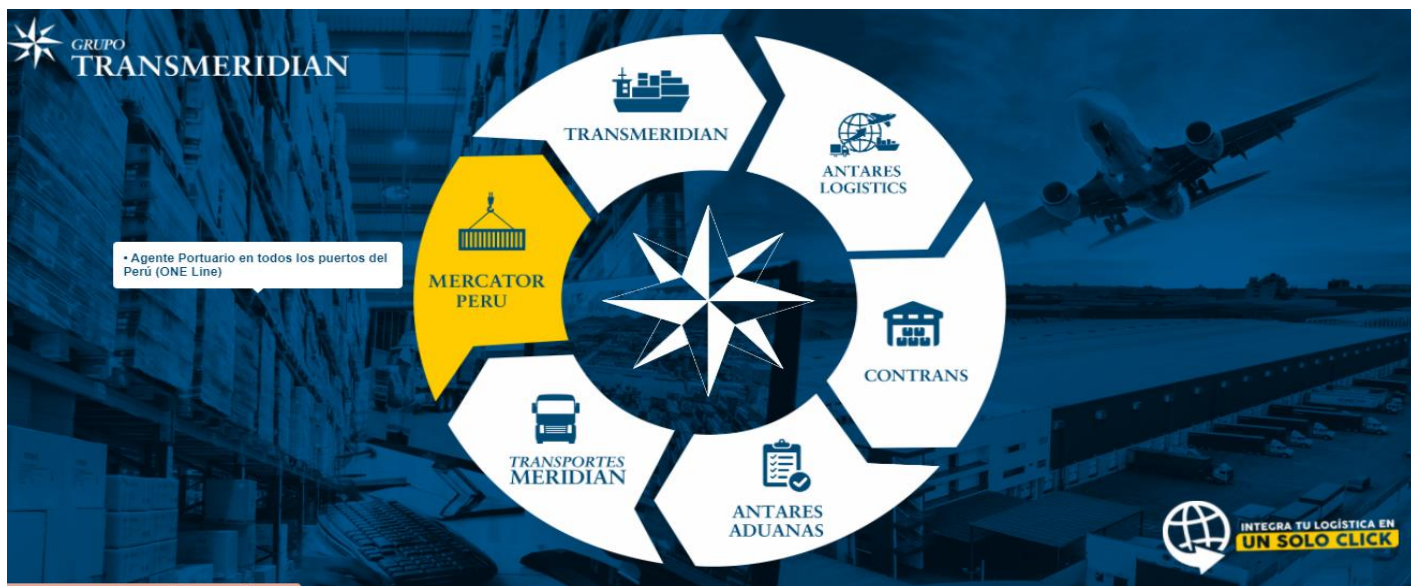 GRUPO
TRANSMERIDIAN
TRANSMERIDIAN
ANTARES
LOGISTICS
• Agente Portuario en todos los puertos del
Perú (ONE Line)
MERCATOR
PERU
CONTRANS
TRANSPORTES
MERIDIAN
ANTARES
ADUANAS
INTEGRA TU LOGÍSTICA EN
UN SOLO CLICK